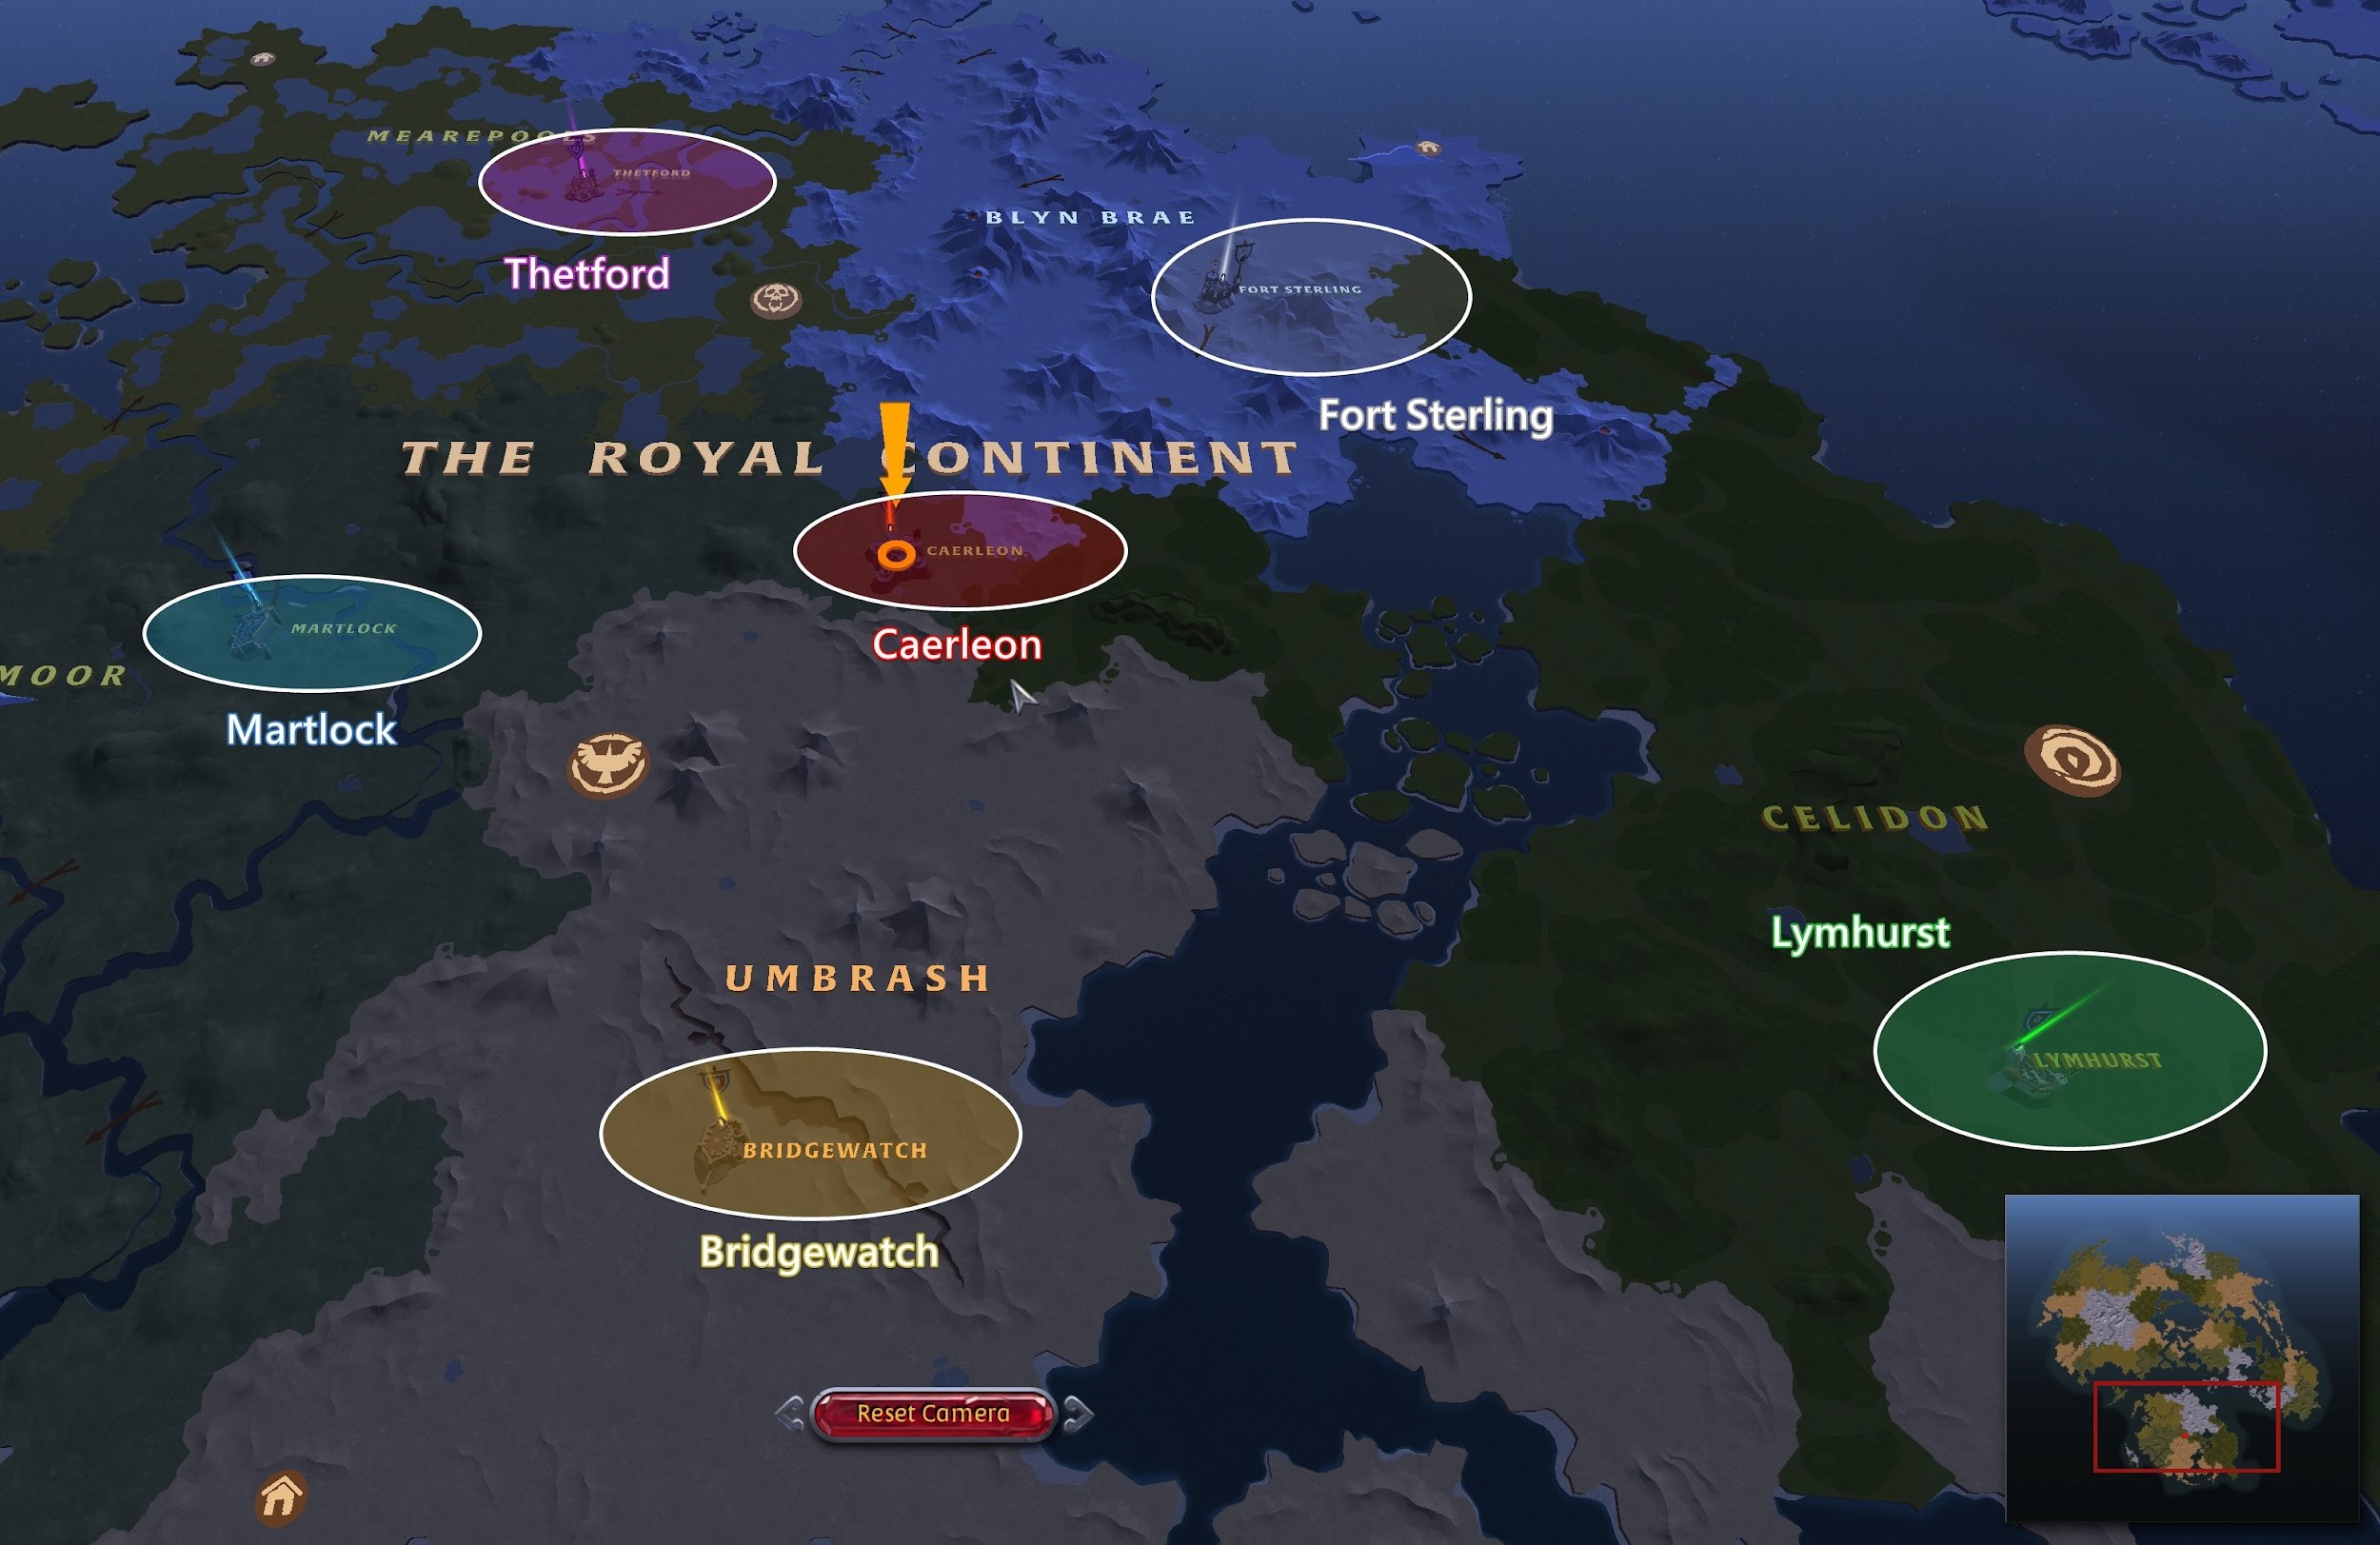 MEAREPOOLS
THETFORD
Thetford
BLYN BRAE
FORT STERLING
Fort Sterling
THE ROYAL CONTINENT
CAERLEON
Caerleon
MARTLOCK
MOOR
Martlock
CELIDON
Lymhurst
UMBRASH
LYMHURST
BRIDGEWATCH
Bridgewatch
Reset Camera